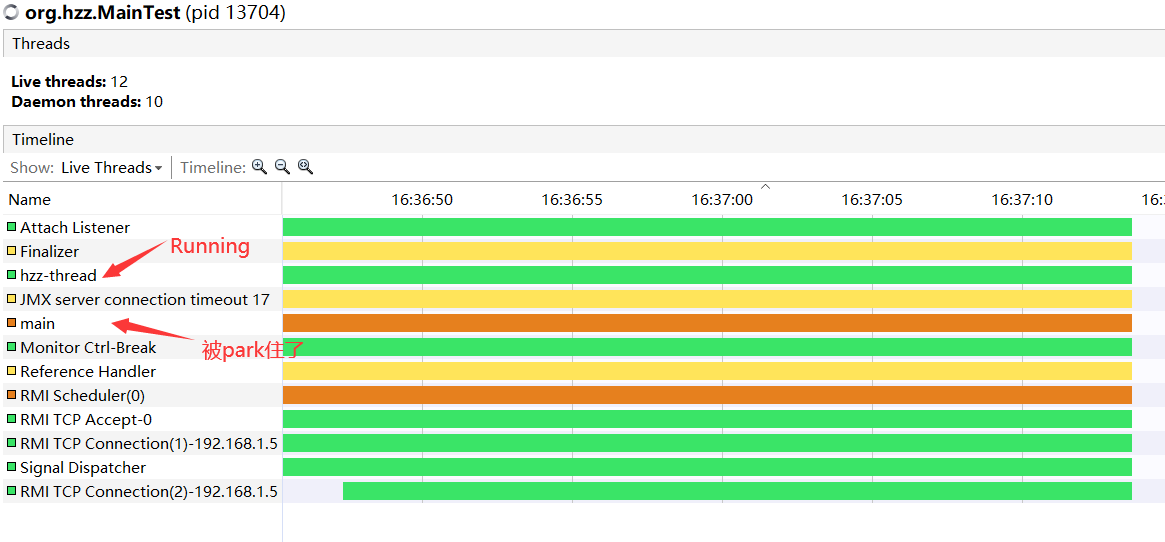 org.hzz.MainTest (pid 13704)
Threads
Live threads: 12
Daemon threads: 10
Timeline
Show: Live Threads Timeline:
Name 16:36:50 16:36:55 16:37:00 16:37:05 16:37:10 16:
Attach Listener
Running
Finalizer
hzz-thread
JMX server connection timeout 17
main
被park住了
Monitor Ctrl-Break
Reference Handler
RMI Scheduler(0)
RMI TCP Accept-0
RMI TCP Connection(1)-192.168.1.5
Signal Dispatcher
RMI TCP Connection(2)-192.168.1.5